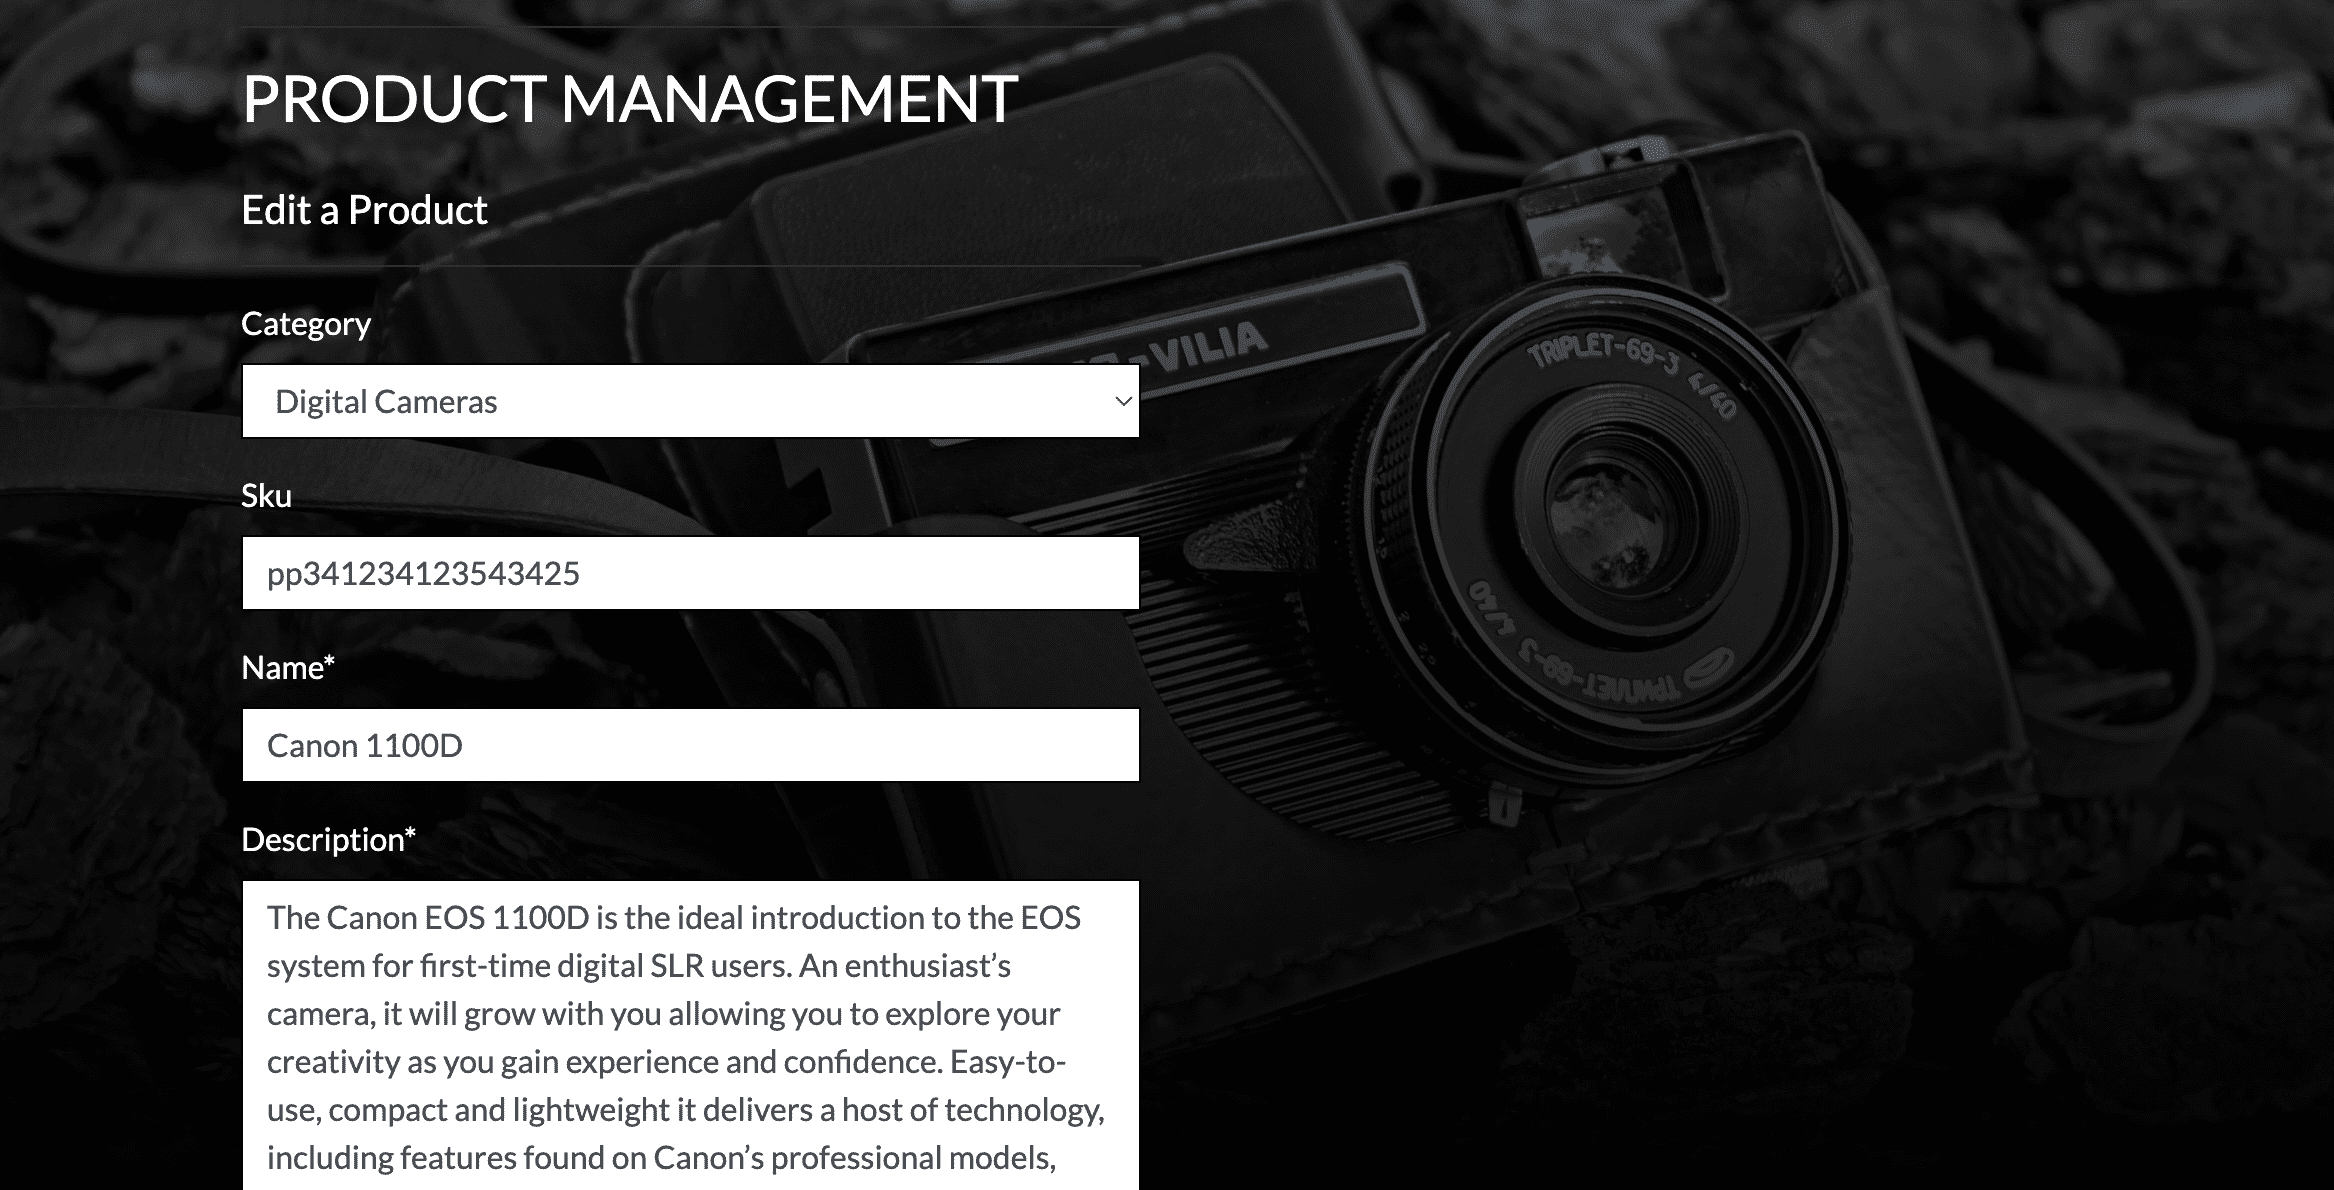 PRODUCT MANAGEMENT
Edit a Product
Category
Digital Cameras
Sku
pp341234123543425
Name*
Canon 1100D
Description*
The Canon EOS 1100D is the ideal introduction to the EOS
system for first-time digital SLR users. An enthusiast’s
camera, it will grow with you allowing you to explore your
creativity as you gain experience and confidence. Easy-to-
use, compact and lightweight it delivers a host of technology,
including features found on Canon’s professional models,
-VILIA
TRIPLET-69-3 4/40
ТРИПЛЕТ-69-3 4/40